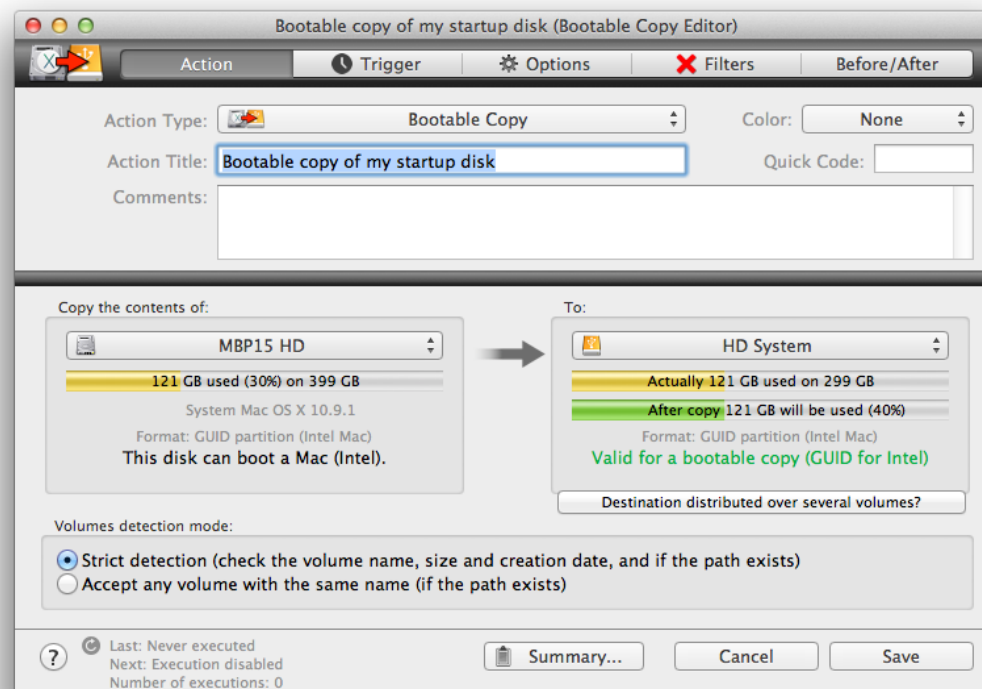 Bootable copy of my startup disk (Bootable Copy Editor)
Action Trigger Options Filters Before/After
Action Type: Bootable Copy Color: None
Action Title: Bootable copy of my startup disk Quick Code:
Comments:
Copy the contents of: To:
MBP15 HD HD System
121 GB used (30%) on 399 GB Actually 121 GB used on 299 GB
System Mac OS X 10.9.1 After copy 121 GB will be used (40%)
Format: GUID partition (Intel Mac) Format: GUID partition (Intel Mac)
This disk can boot a Mac (Intel). Valid for a bootable copy (GUID for Intel)
Destination distributed over several volumes?
Volumes detection mode:
Strict detection (check the volume name, size and creation date, and if the path exists)
Accept any volume with the same name (if the path exists)
? Last: Never executed Summary... Cancel Save
Next: Execution disabled
Number of executions: 0